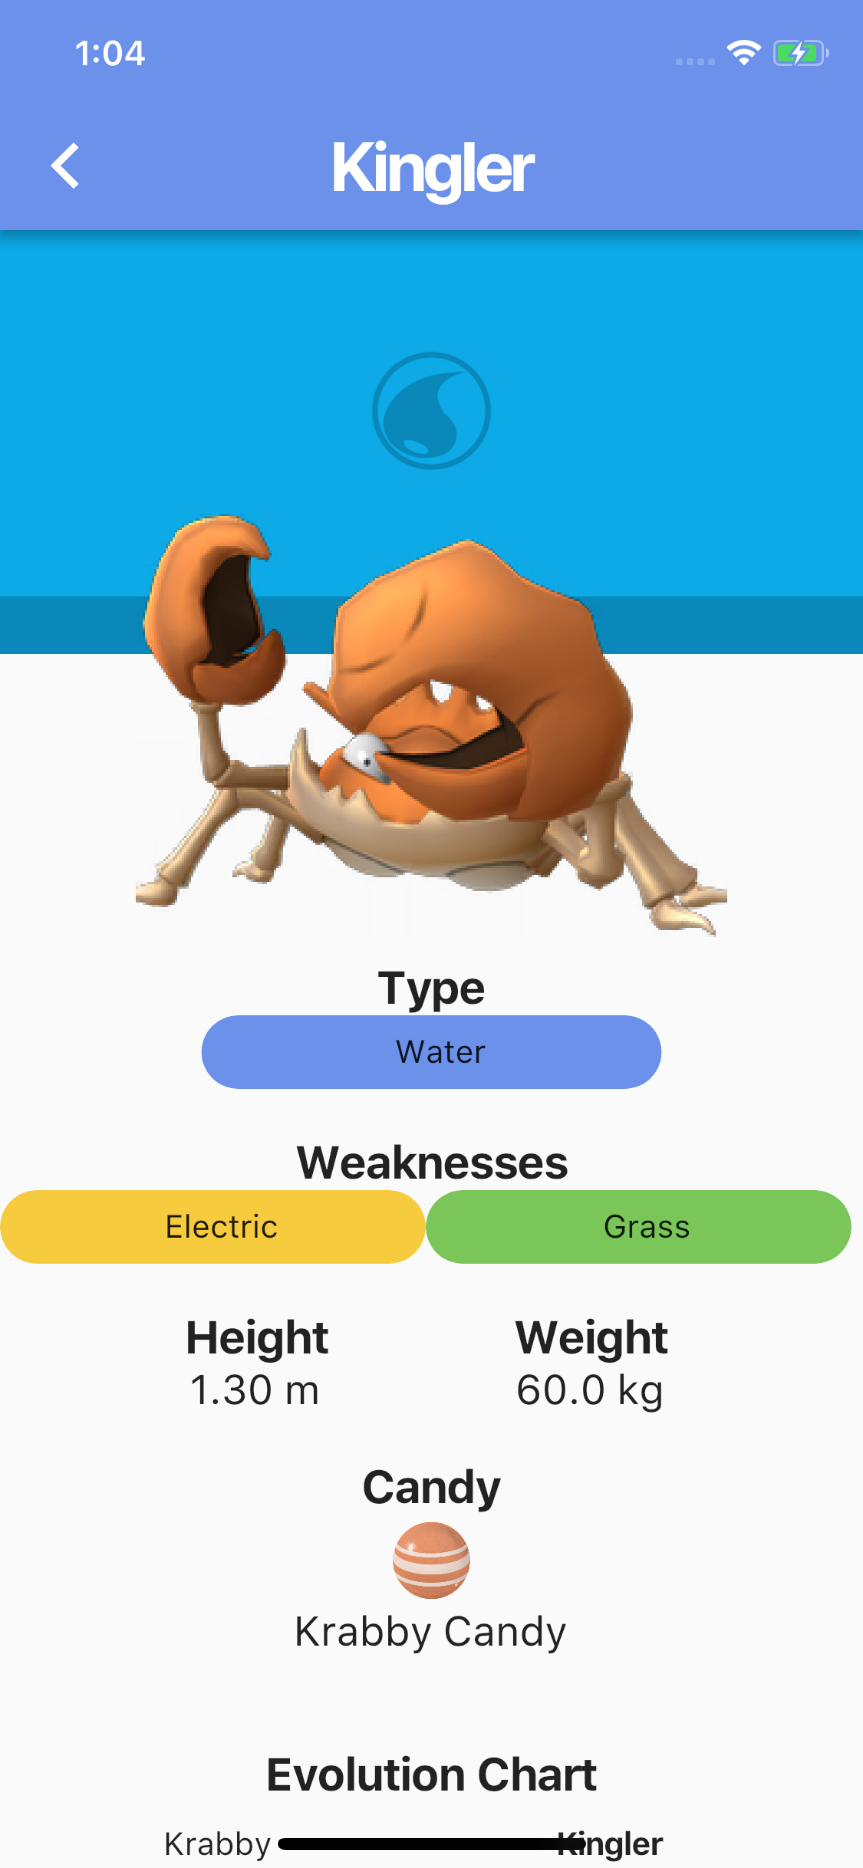 1:04
Kingler
Type
Water
Weaknesses
Electric Grass
Height Weight
1.30 m 60.0 kg
Candy
Krabby Candy
Evolution Chart
Krabby Kingler